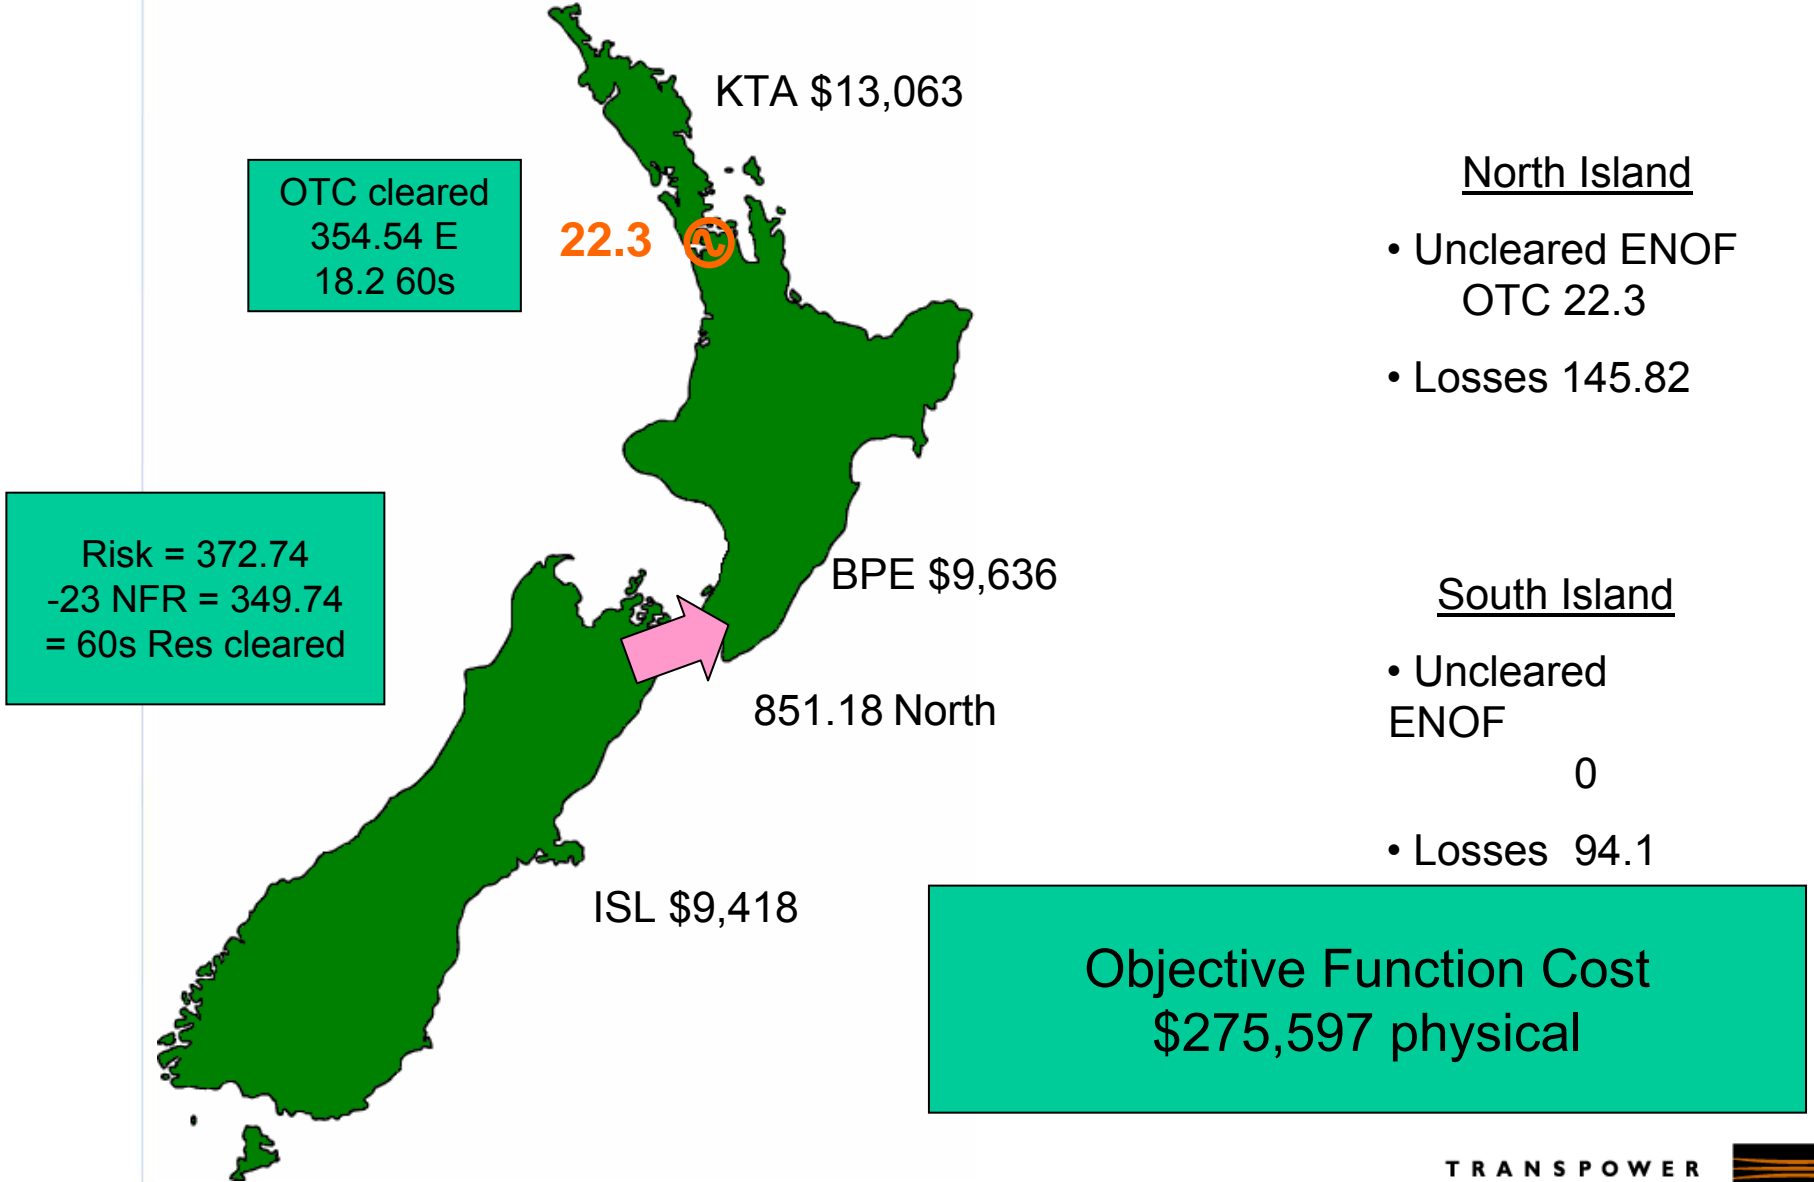 KTA $13,063
OTC cleared
354.54 E
18.2 60s
22.3
North Island
• Uncleared ENOF
OTC 22.3
• Losses 145.82
Risk = 372.74
-23 NFR = 349.74
= 60s Res cleared
BPE $9,636
851.18 North
South Island
• Uncleared
ENOF
0
• Losses 94.1
ISL $9,418
Objective Function Cost
$275,597 physical
TRANSPOWER